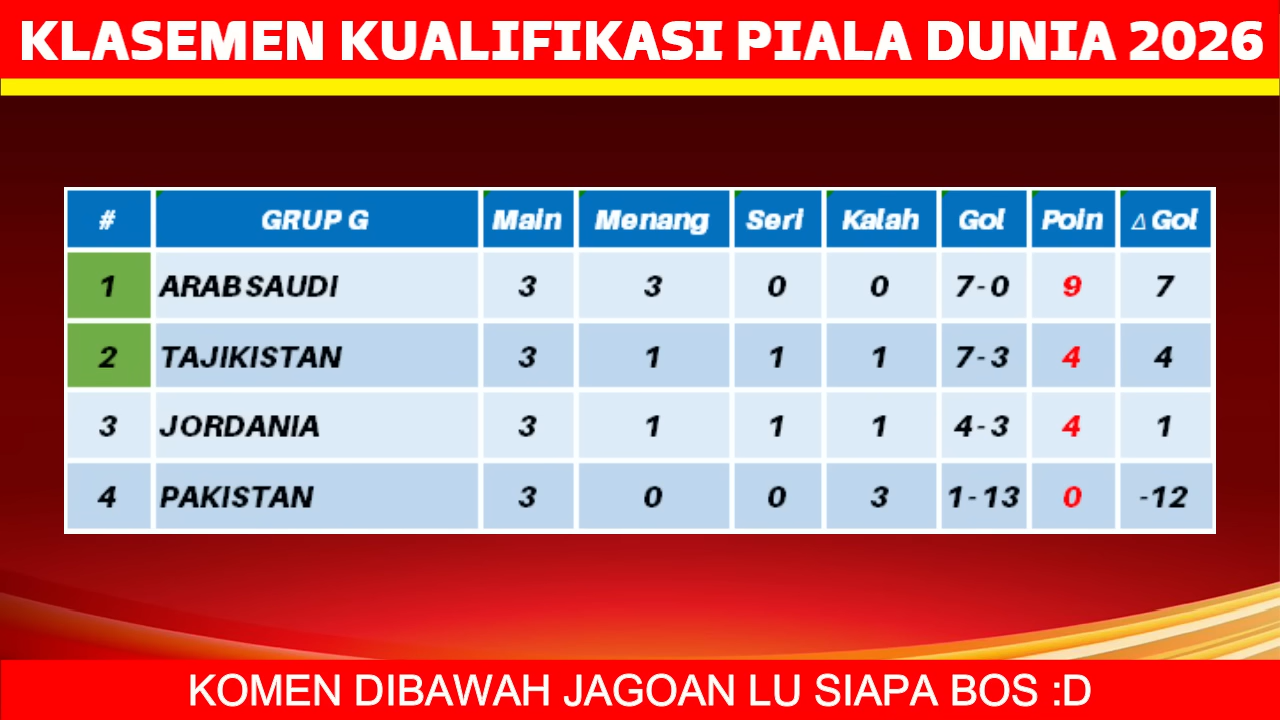 KLASEMEN KUALIFIKASI PIALA DUNIA 2026
# GRUP G Main Menang Seri Kalah Gol Poin △ Gol
1 ARAB SAUDI 3 3 0 0 7-0 9 7
2 TAJIKISTAN 3 1 1 1 7-3 4 4
3 JORDANIA 3 1 1 1 4-3 4 1
4 PAKISTAN 3 0 0 3 1-13 0 -12
KOMEN DIBAWAH JAGOAN LU SIAPA BOS :D